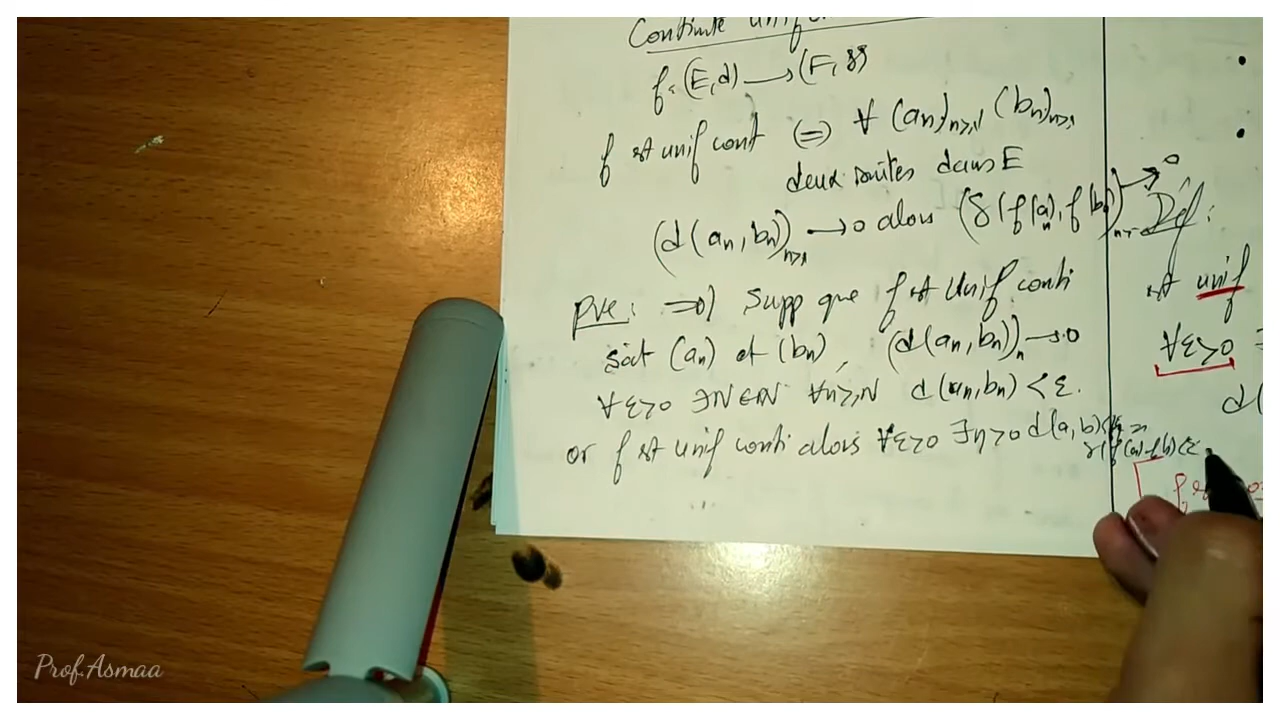 Continuité unifor
f: (E, d) → (F, δ)
f est unif cont ⇔ ∀ (an)n≥1 (bn)n≥1
deux suites dans E
(d(an, bn))n≥1 → 0 alors (δ(f(an), f(bn))n≥1 → 0
pve: ⇒) Supp que f est Unif conti
soit (an) et (bn), (d(an, bn))n → 0
∀ε>0 ∃N∈ℕ ∀n≥N d(an, bn) < ε.
or f est unif conti alors ∀ε>0 ∃η>0 d(a, b)<η ⇒
δ(f(a), f(b))<ε
Déf:
est unif
∀ε>0 ∃
d(
Prof.Asmaa